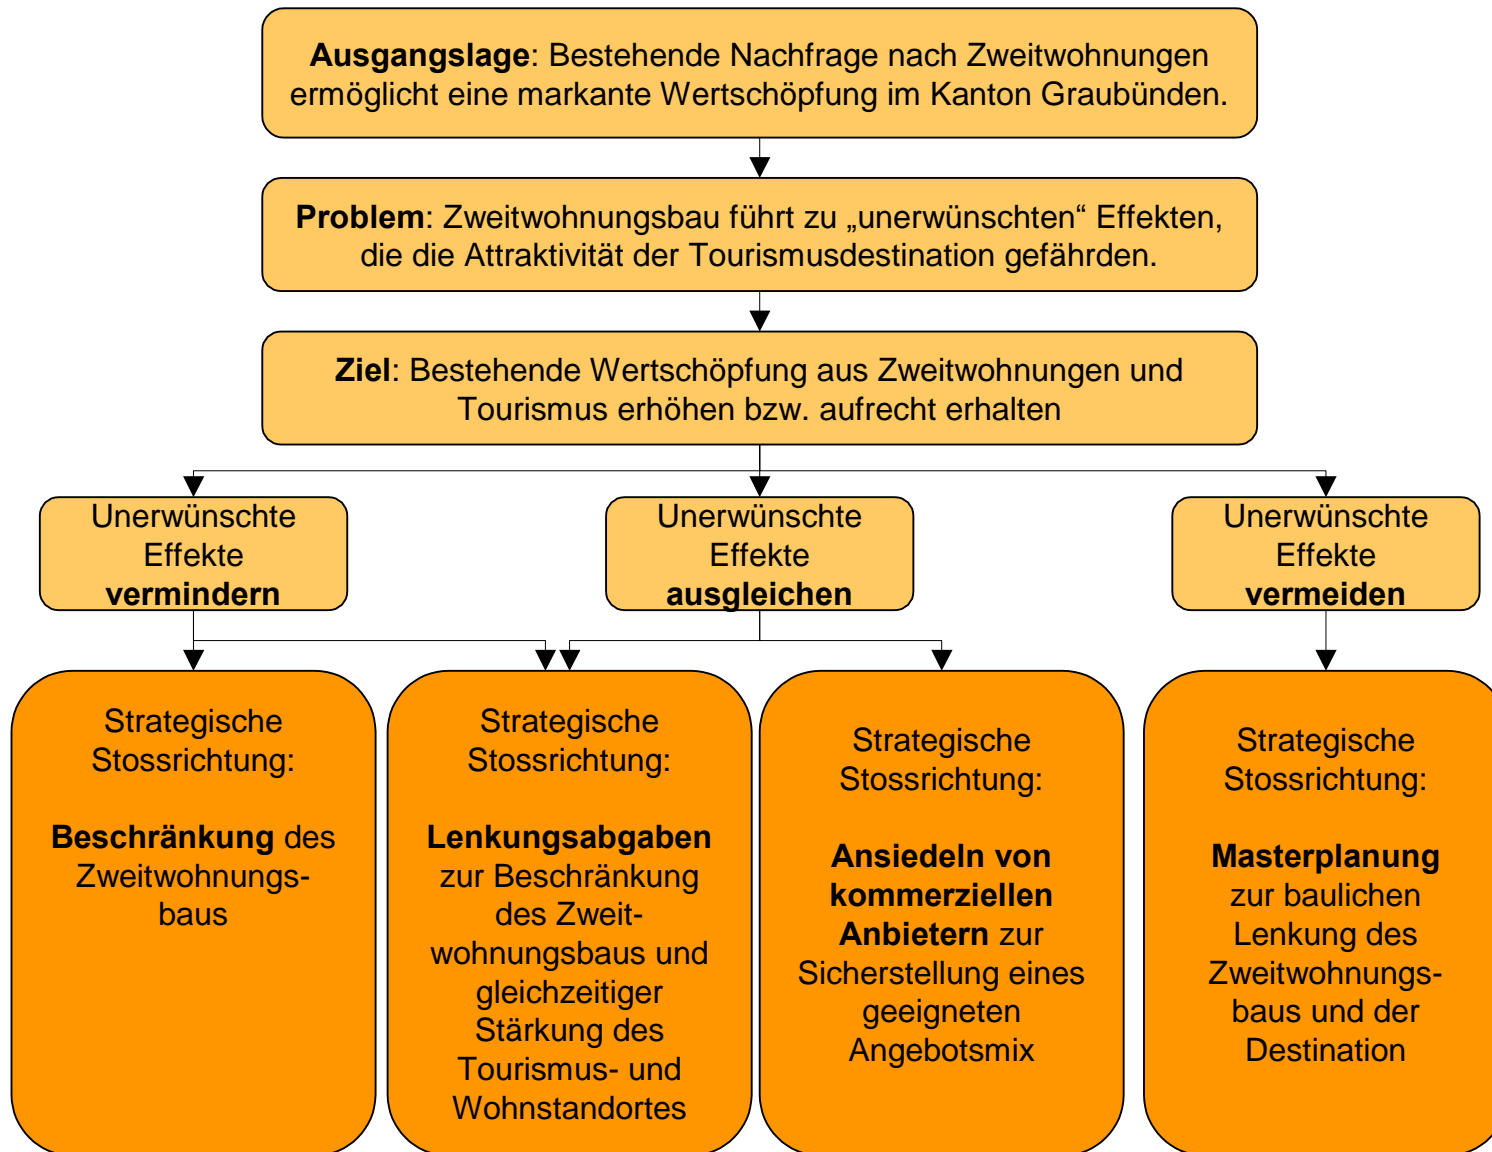 Ausgangslage: Bestehende Nachfrage nach Zweitwohnungen
ermöglicht eine markante Wertschöpfung im Kanton Graubünden.
Problem: Zweitwohnungsbau führt zu „unerwünschten“ Effekten,
die die Attraktivität der Tourismusdestination gefährden.
Ziel: Bestehende Wertschöpfung aus Zweitwohnungen und
Tourismus erhöhen bzw. aufrecht erhalten
Unerwünschte
Effekte
vermindern
Unerwünschte
Effekte
ausgleichen
Unerwünschte
Effekte
vermeiden
Strategische
Stossrichtung:
Beschränkung des
Zweitwohnungs-
baus
Strategische
Stossrichtung:
Lenkungsabgaben
zur Beschränkung
des Zweit-
wohnungsbaus und
gleichzeitiger
Stärkung des
Tourismus- und
Wohnstandortes
Strategische
Stossrichtung:
Ansiedeln von
kommerziellen
Anbietern zur
Sicherstellung eines
geeigneten
Angebotsmix
Strategische
Stossrichtung:
Masterplanung
zur baulichen
Lenkung des
Zweitwohnungs-
baus und der
Destination